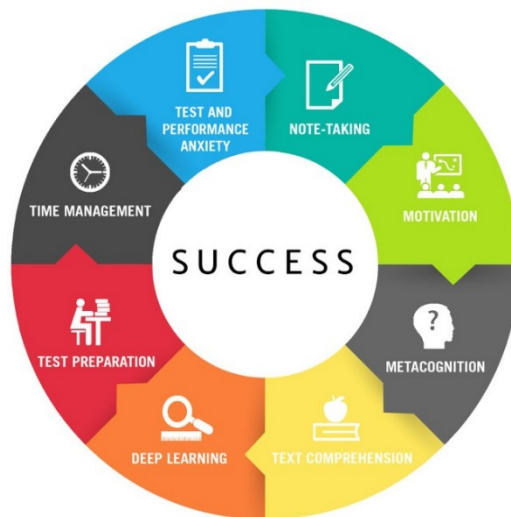 TEST AND
PERFORMANCE
ANXIETY
NOTE-TAKING
MOTIVATION
METACOGNITION
TEXT COMPREHENSION
DEEP LEARNING
TEST PREPARATION
TIME MANAGEMENT
SUCCESS
?